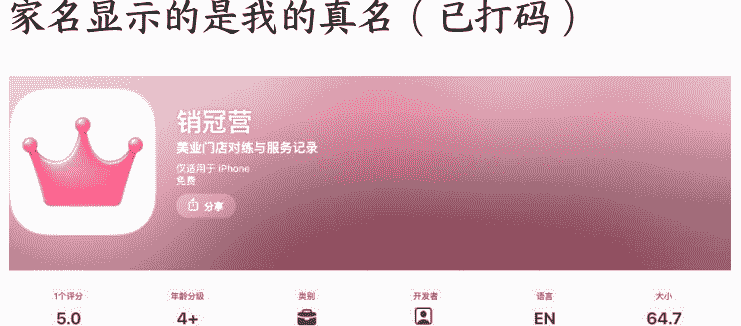 家名显示的是我的真名（已打码）
销冠营
美业门店对练与服务记录
仅适用于 iPhone
免费
分享
1个评分 年龄分级 类别 开发者 语言 大小
5.0 4+ EN 64.7